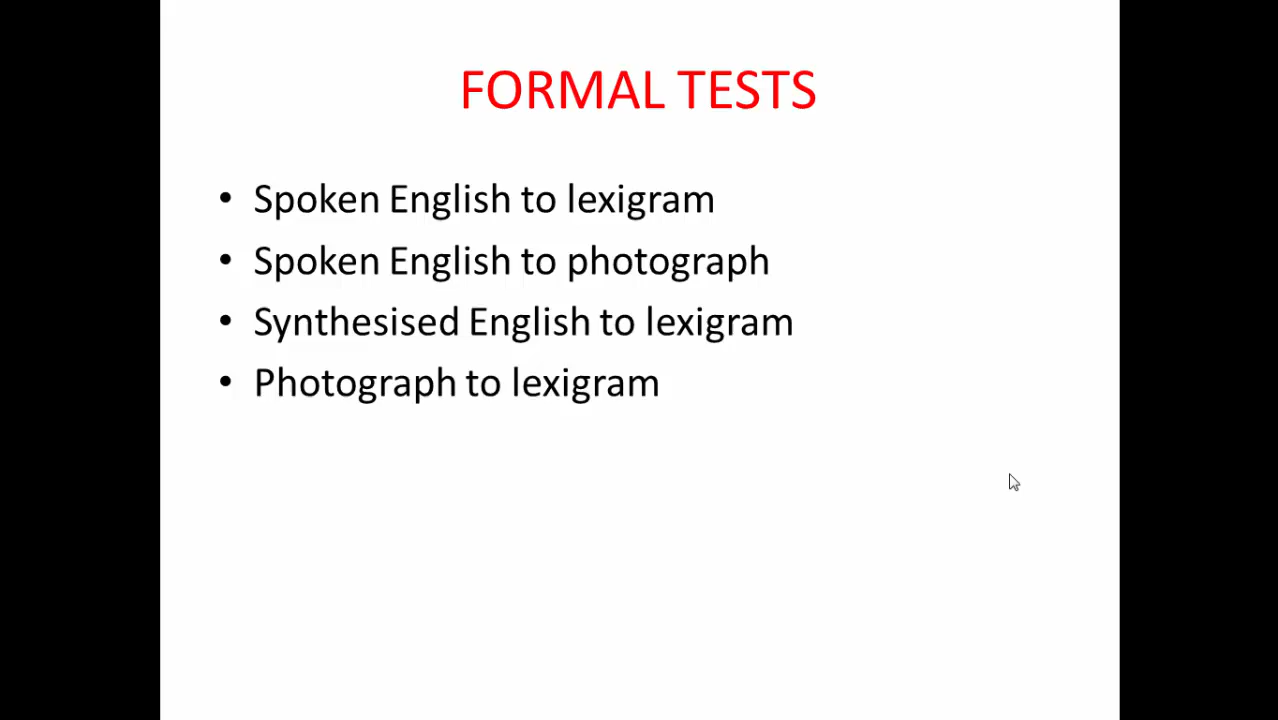 FORMAL TESTS
• Spoken English to lexigram
• Spoken English to photograph
• Synthesised English to lexigram
• Photograph to lexigram